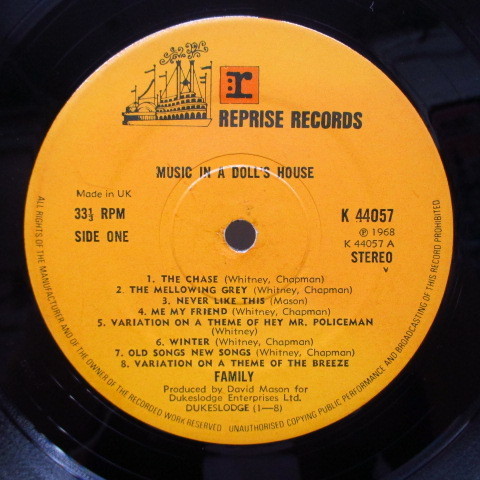 r
REPRISE RECORDS
MUSIC IN A DOLL'S HOUSE
Made in UK
33⅓ RPM
SIDE ONE
K 44057
℗ 1968
K 44057 A
STEREO
1. THE CHASE (Whitney, Chapman)
2. THE MELLOWING GREY (Whitney, Chapman)
3. NEVER LIKE THIS (Mason)
4. ME MY FRIEND (Whitney, Chapman)
5. VARIATION ON A THEME OF HEY MR. POLICEMAN
(Whitney)
6. WINTER (Whitney, Chapman)
7. OLD SONGS NEW SONGS (Whitney, Chapman)
8. VARIATION ON A THEME OF THE BREEZE
FAMILY
Produced by David Mason for
Dukeslodge Enterprises Ltd.
DUKESLODGE (1—8)
ALL RIGHTS OF THE MANUFACTURER AND OF THE OWNER OF THE RECORDED WORK RESERVED UNAUTHORISED COPYING PUBLIC PERFORMANCE AND BROADCASTING OF THIS RECORD PROHIBITED